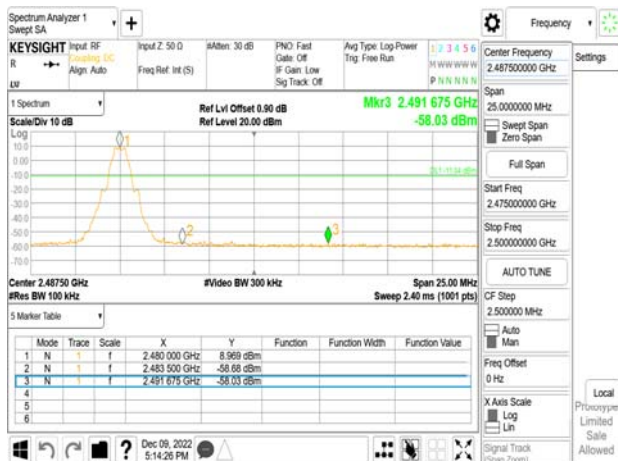 Spectrum Analyzer 1
Swept SA
+
Frequency
KEYSIGHT
Input: RF
Coupling: DC
Align: Auto
Input Z: 50 Ω
Freq Ref: Int (S)
#Atten: 30 dB
PNO: Fast
Gate: Off
IF Gain: Low
Sig Track: Off
Avg Type: Log-Power
Trig: Free Run
1 2 3 4 5 6
M W W W W W
P N N N N N
R
LV
Center Frequency
2.487500000 GHz
Settings
Span
25.0000000 MHz
Swept Span
Zero Span
Full Span
Start Freq
2.475000000 GHz
Stop Freq
2.500000000 GHz
AUTO TUNE
CF Step
2.500000 MHz
Auto
Man
Freq Offset
0 Hz
X Axis Scale
Log
Lin
Local
Prototype
Limited
Sale
Allowed
Signal Track
(Span Zoom)
1 Spectrum
Scale/Div 10 dB
Ref Lvl Offset 0.90 dB
Ref Level 20.00 dBm
Mkr3 2.491 675 GHz
-58.03 dBm
Log
10.0
0.00
-10.0
-20.0
-30.0
-40.0
-50.0
-60.0
-70.0
1
2
3
Center 2.48750 GHz
#Res BW 100 kHz
#Video BW 300 kHz
Span 25.00 MHz
Sweep 2.40 ms (1001 pts)
5 Marker Table
Mode Trace Scale X Y Function Function Width Function Value
1 N 1 f 2.480 000 GHz 8.969 dBm
2 N 1 f 2.483 500 GHz -58.68 dBm
3 N 1 f 2.491 675 GHz -58.03 dBm
4
5
6
?
Dec 09, 2022
5:14:26 PM